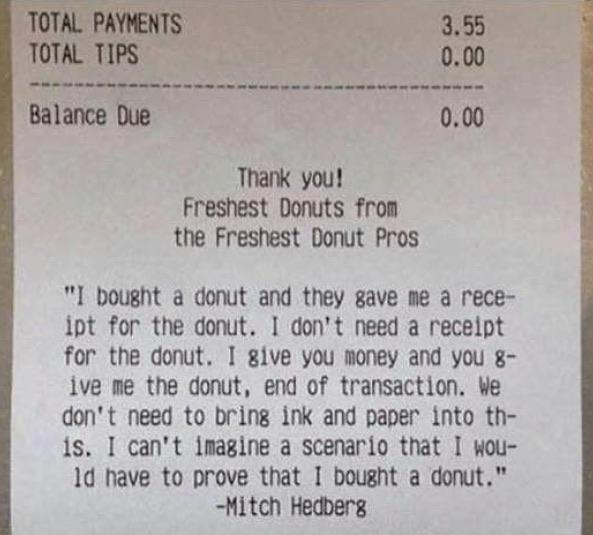 TOTAL PAYMENTS 3.55
TOTAL TIPS 0.00
------------------------------------------------
Balance Due 0.00
Thank you!
Freshest Donuts from
the Freshest Donut Pros
"I bought a donut and they gave me a rece-
ipt for the donut. I don't need a receipt
for the donut. I give you money and you g-
ive me the donut, end of transaction. We
don't need to bring ink and paper into th-
is. I can't imagine a scenario that I wou-
ld have to prove that I bought a donut."
-Mitch Hedberg